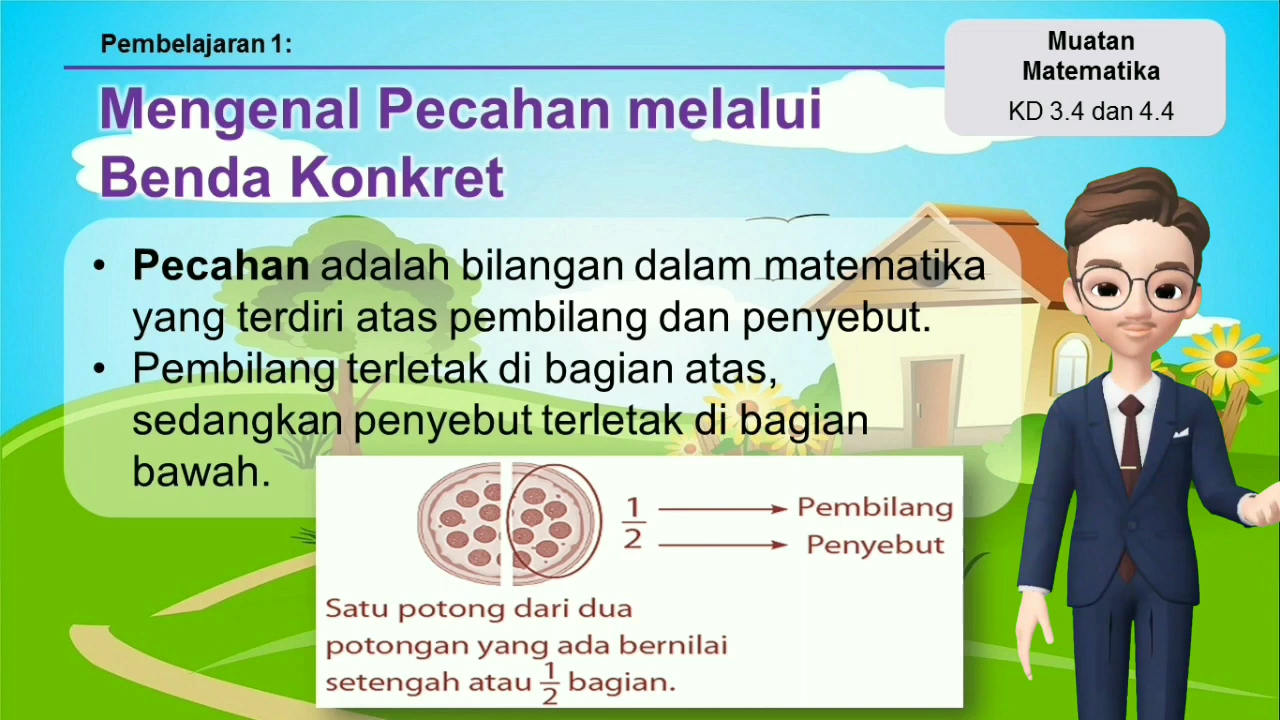 Pembelajaran 1:
Muatan
Matematika
KD 3.4 dan 4.4
Mengenal Pecahan melalui
Benda Konkret
• Pecahan adalah bilangan dalam matematika
yang terdiri atas pembilang dan penyebut.
• Pembilang terletak di bagian atas,
sedangkan penyebut terletak di bagian
bawah.
1/2
Pembilang
Penyebut
Satu potong dari dua
potongan yang ada bernilai
setengah atau 1/2 bagian.